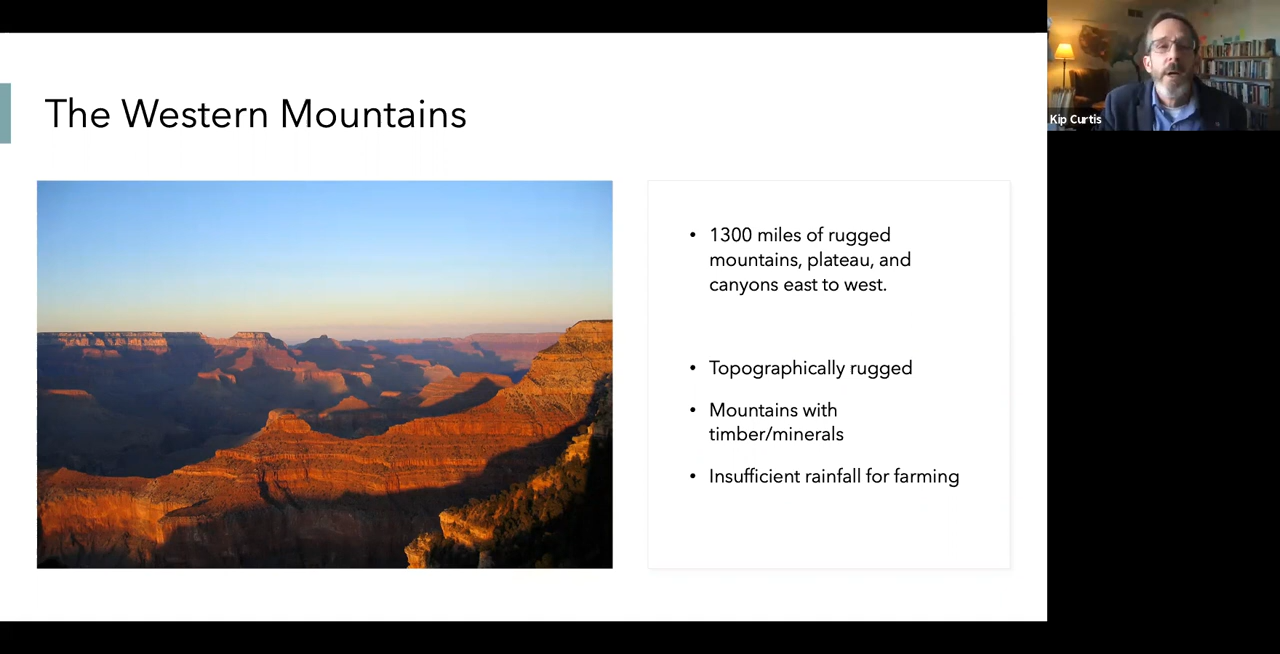 The Western Mountains
• 1300 miles of rugged
mountains, plateau, and
canyons east to west.
• Topographically rugged
• Mountains with
timber/minerals
• Insufficient rainfall for farming
Kip Curtis